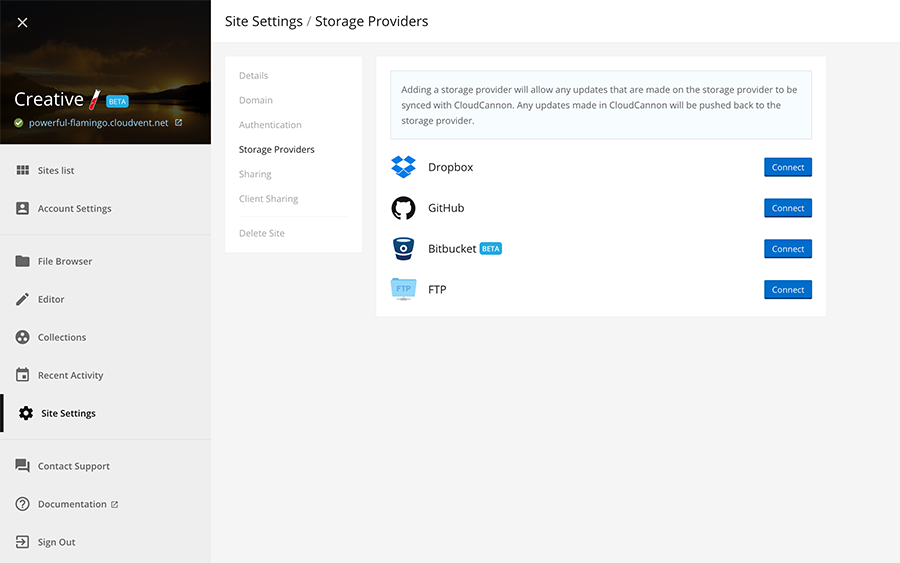 Site Settings / Storage Providers
Creative BETA
powerful-flamingo.cloudvent.net
Sites list
Account Settings
File Browser
Editor
Collections
Recent Activity
Site Settings
Contact Support
Documentation
Sign Out
Details
Domain
Authentication
Storage Providers
Sharing
Client Sharing
Delete Site
Adding a storage provider will allow any updates that are made on the storage provider to be
synced with CloudCannon. Any updates made in CloudCannon will be pushed back to the
storage provider.
Dropbox Connect
GitHub Connect
Bitbucket BETA Connect
FTP FTP Connect